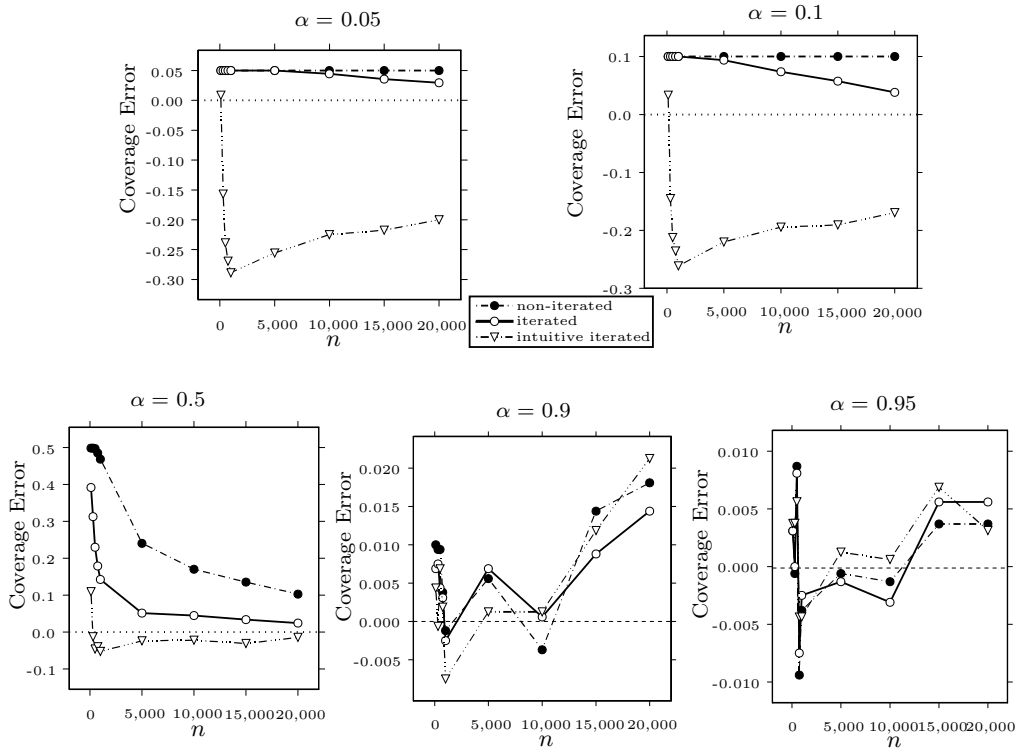 α = 0.05
Coverage Error
0.05
0.00
-0.05
-0.10
-0.15
-0.20
-0.25
-0.30
0 5,000 10,000 15,000 20,000
n
α = 0.1
Coverage Error
0.1
0.0
-0.1
-0.2
-0.3
0 5,000 10,000 15,000 20,000
n
non-iterated
iterated
intuitive iterated
α = 0.5
Coverage Error
0.5
0.4
0.3
0.2
0.1
0.0
-0.1
0 5,000 10,000 15,000 20,000
n
α = 0.9
Coverage Error
0.020
0.015
0.010
0.005
0.000
-0.005
0 5,000 10,000 15,000 20,000
n
α = 0.95
Coverage Error
0.010
0.005
0.000
-0.005
-0.010
0 5,000 10,000 15,000 20,000
n